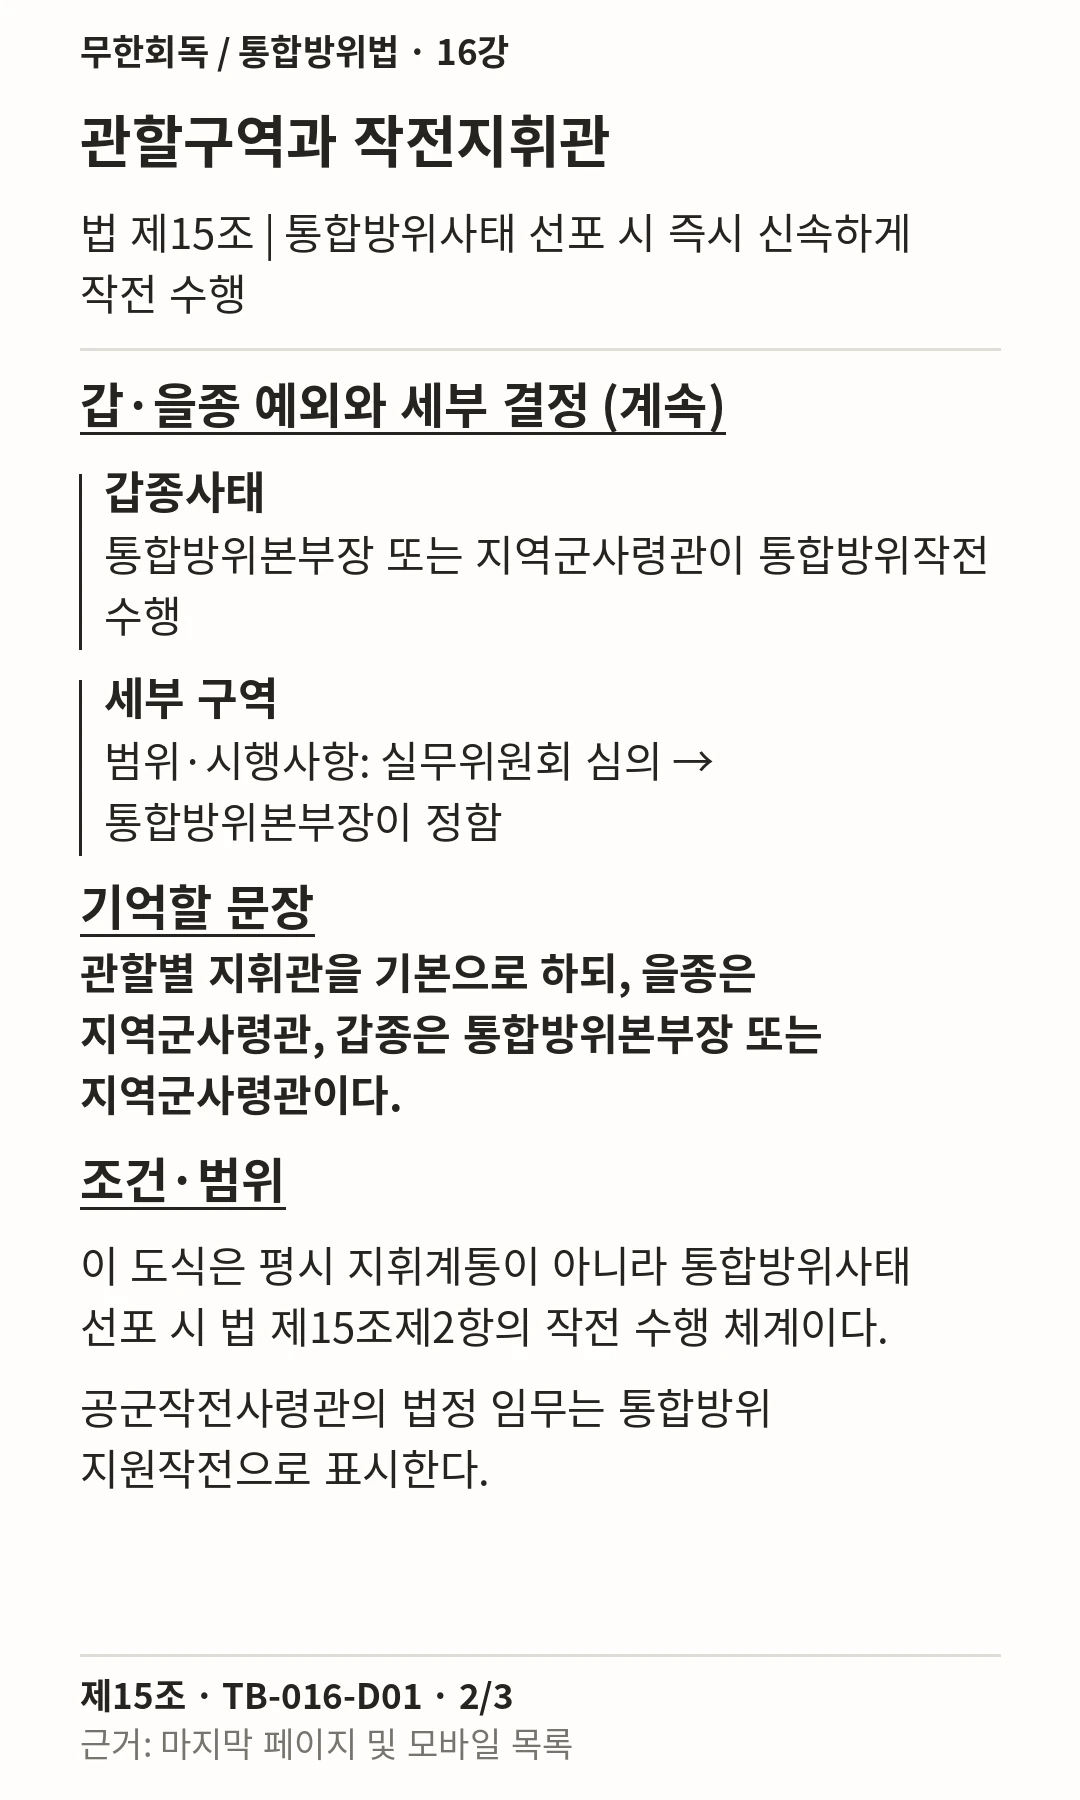 무한회독 / 통합방위법 · 16강
관할구역과 작전지휘관
법 제15조 | 통합방위사태 선포 시 즉시 신속하게
작전 수행
갑·을종 예외와 세부 결정 (계속)
갑종사태
통합방위본부장 또는 지역군사령관이 통합방위작전
수행
세부 구역
범위·시행사항: 실무위원회 심의 →
통합방위본부장이 정함
기억할 문장
관할별 지휘관을 기본으로 하되, 을종은
지역군사령관, 갑종은 통합방위본부장 또는
지역군사령관이다.
조건·범위
이 도식은 평시 지휘계통이 아니라 통합방위사태
선포 시 법 제15조제2항의 작전 수행 체계이다.
공군작전사령관의 법정 임무는 통합방위
지원작전으로 표시한다.
제15조 · TB-016-D01 · 2/3
근거: 마지막 페이지 및 모바일 목록